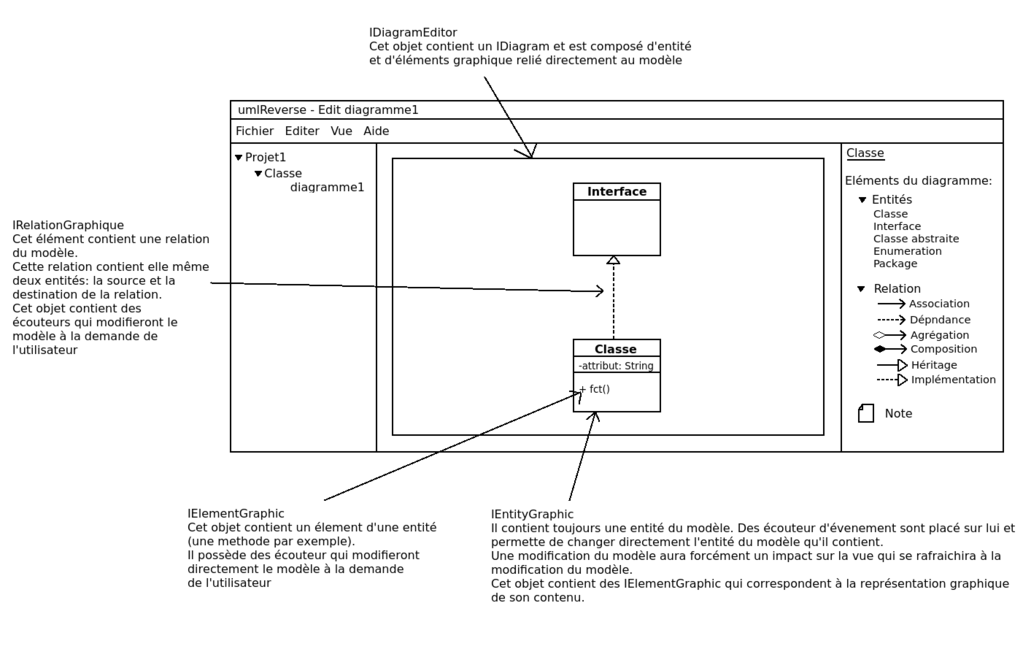 IDiagramEditor
Cet objet contient un IDiagram et est composé d'entité
et d'éléments graphique relié directement au modèle
umlReverse - Edit diagramme1
Fichier Editer Vue Aide
Projet1
Classe
diagramme1
Interface
Classe
-attribut: String
+ fct()
Classe
Eléments du diagramme:
Entités
Classe
Interface
Classe abstraite
Enumeration
Package
Relation
Association
Dépndance
Agrégation
Composition
Héritage
Implémentation
Note
IRelationGraphique
Cet élément contient une relation
du modèle.
Cette relation contient elle même
deux entités: la source et la
destination de la relation.
Cet objet contient des
écouteurs qui modifieront le
modèle à la demande de
l'utilisateur
IElementGraphic
Cet objet contient un élement d'une entité
(une methode par exemple).
Il possède des écouteur qui modifieront
directement le modèle à la demande
de l'utilisateur
IEntityGraphic
Il contient toujours une entité du modèle. Des écouteur d'évenement sont placé sur lui et
permette de changer directement l'entité du modèle qu'il contient.
Une modification du modèle aura forcément un impact sur la vue qui se rafraichira à la
modification du modèle.
Cet objet contient des IElementGraphic qui correspondent à la représentation graphique
de son contenu.